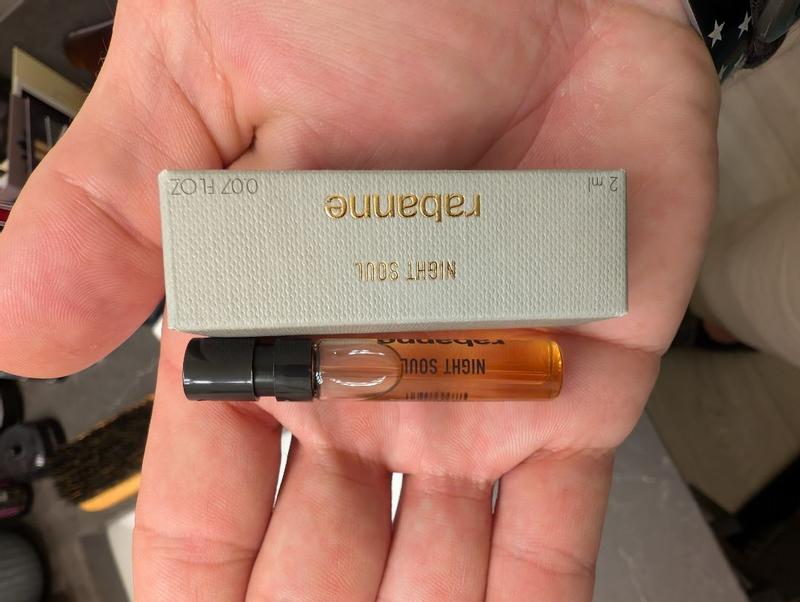 2 ml
0.07 FL OZ
rabanne
NIGHT SOUL
rabanne
NIGHT SOUL